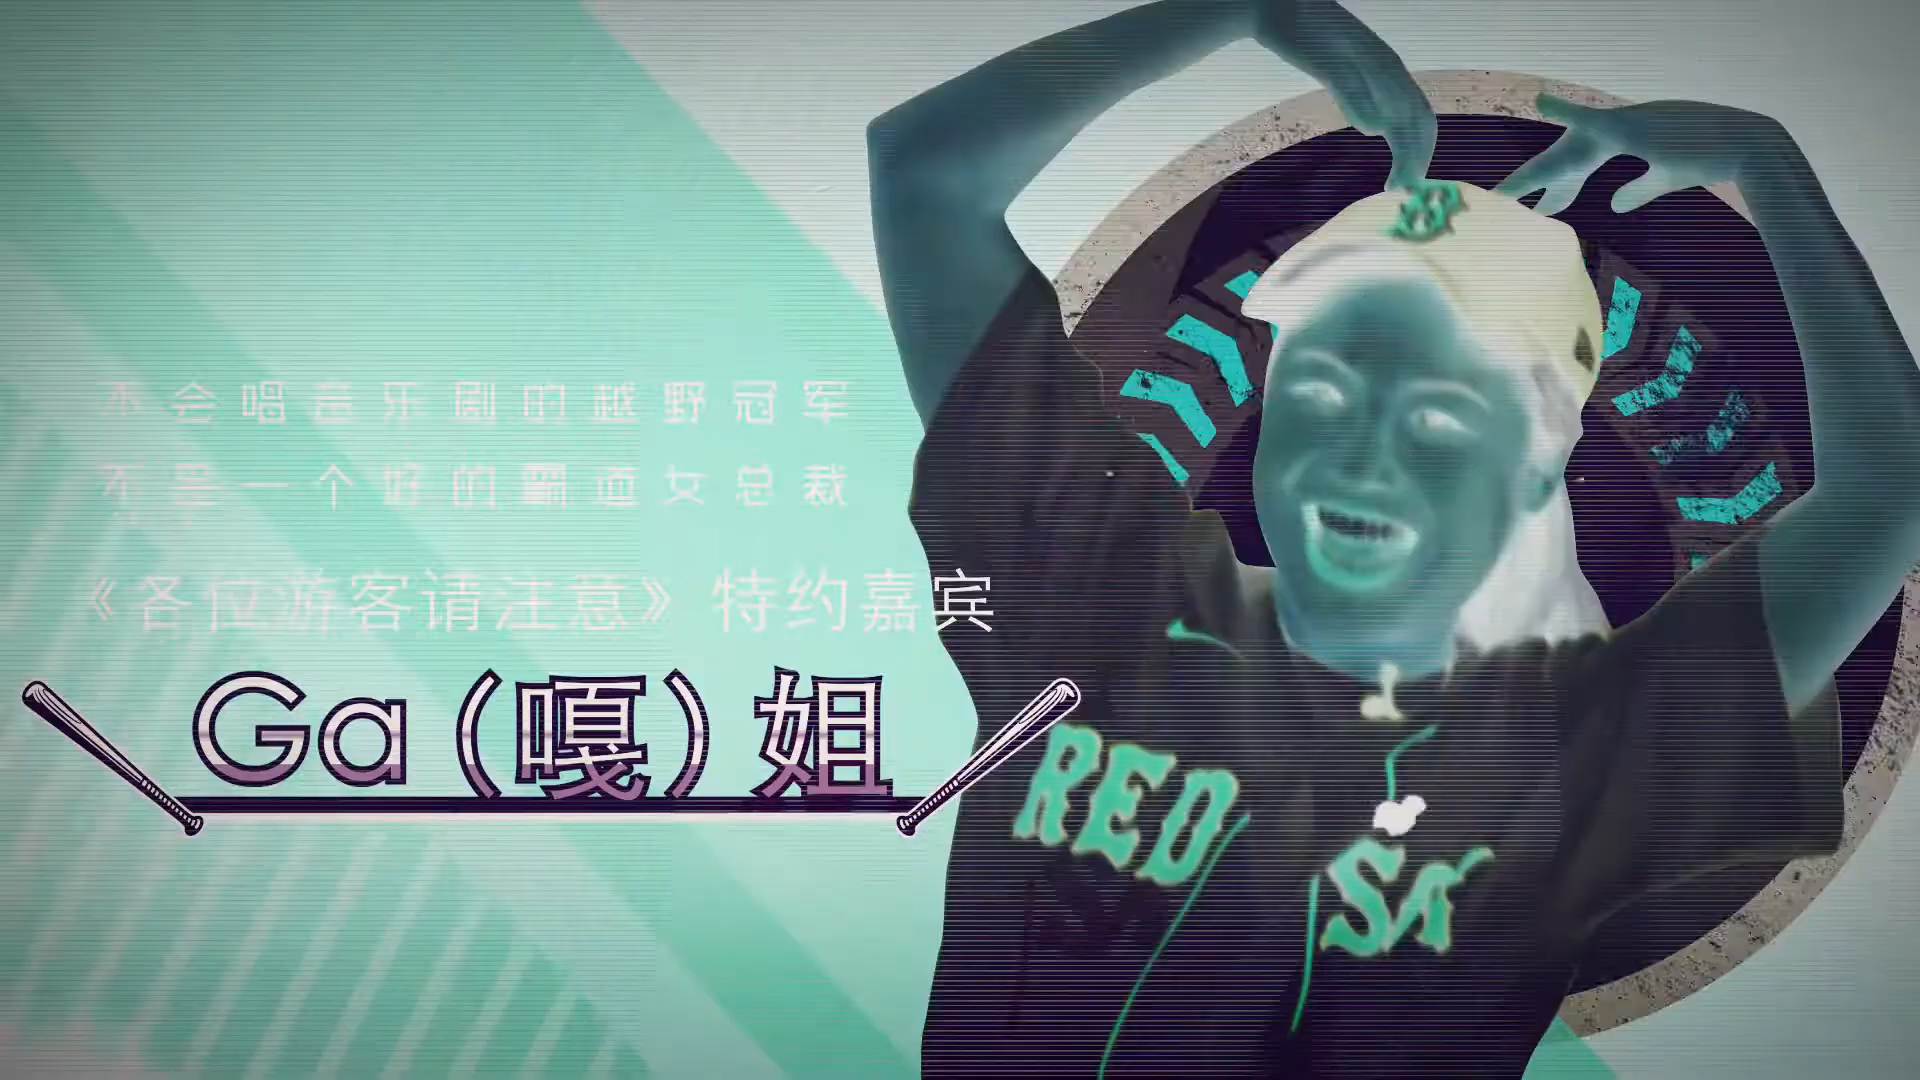 不会唱音乐剧的越野冠军
不是一个好的霸道女总裁
《各位游客请注意》特约嘉宾
Ga（嘎）姐
RED
SA